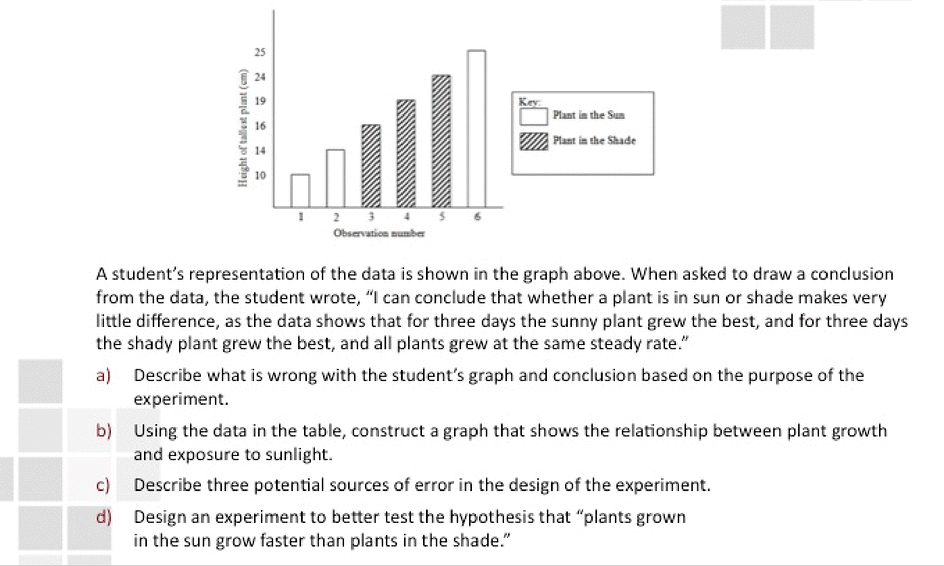 25
24
19
16
14
10
Height of tallest plant (cm)
1 2 3 4 5 6
Observation number
Key:
Plant in the Sun
Plant in the Shade
A student’s representation of the data is shown in the graph above. When asked to draw a conclusion
from the data, the student wrote, “I can conclude that whether a plant is in sun or shade makes very
little difference, as the data shows that for three days the sunny plant grew the best, and for three days
the shady plant grew the best, and all plants grew at the same steady rate.”
a) Describe what is wrong with the student’s graph and conclusion based on the purpose of the
experiment.
b) Using the data in the table, construct a graph that shows the relationship between plant growth
and exposure to sunlight.
c) Describe three potential sources of error in the design of the experiment.
d) Design an experiment to better test the hypothesis that “plants grown
in the sun grow faster than plants in the shade.”